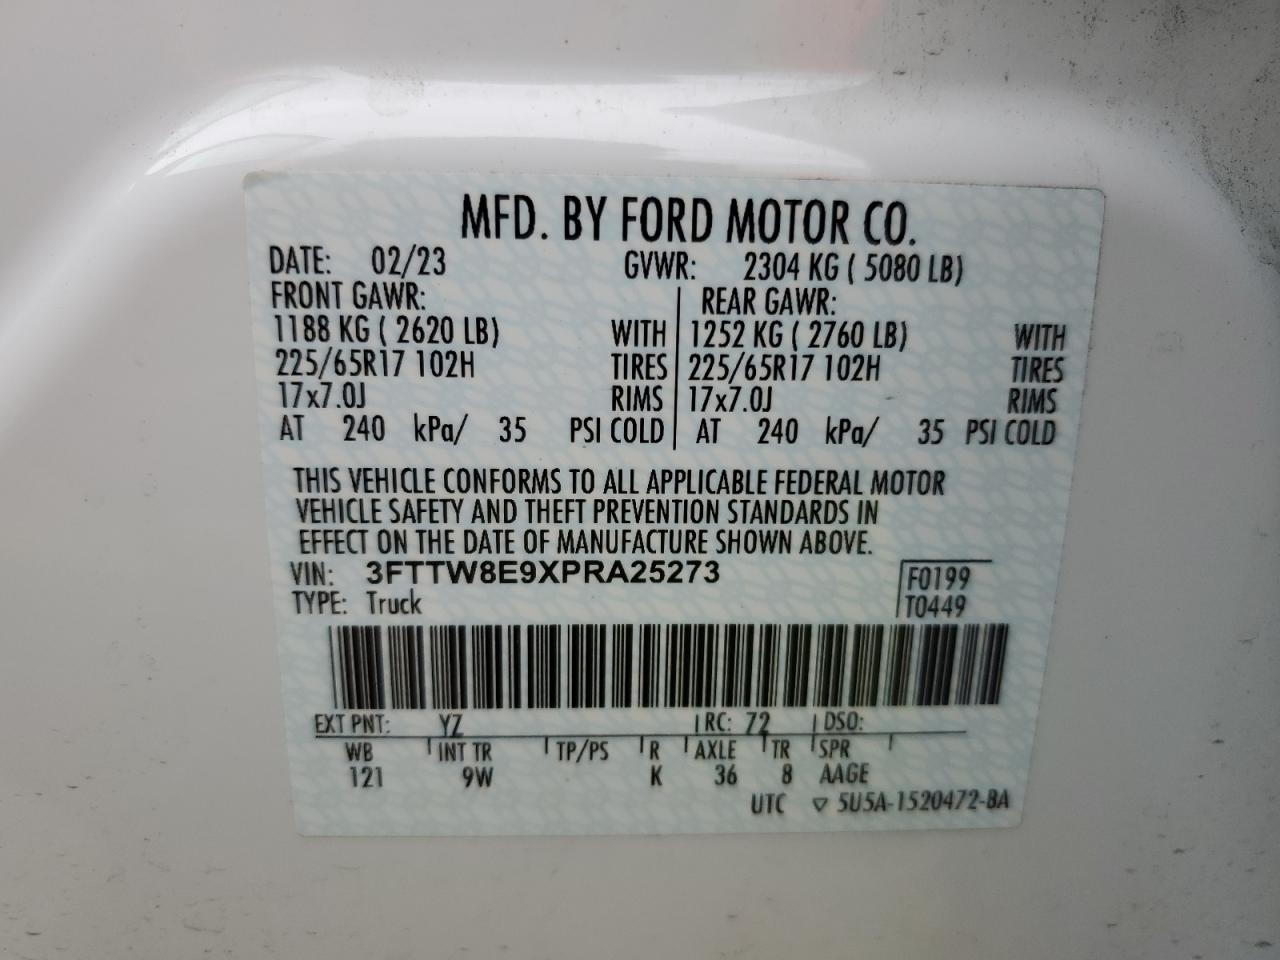 MFD. BY FORD MOTOR CO.
DATE: 02/23 GVWR: 2304 KG ( 5080 LB)
FRONT GAWR: REAR GAWR:
1188 KG ( 2620 LB) WITH 1252 KG ( 2760 LB) WITH
225/65R17 102H TIRES 225/65R17 102H TIRES
17x7.0J RIMS 17x7.0J RIMS
AT 240 kPa/ 35 PSI COLD AT 240 kPa/ 35 PSI COLD
THIS VEHICLE CONFORMS TO ALL APPLICABLE FEDERAL MOTOR
VEHICLE SAFETY AND THEFT PREVENTION STANDARDS IN
EFFECT ON THE DATE OF MANUFACTURE SHOWN ABOVE.
VIN: 3FTTW8E9XPRA25273 F0199
TYPE: Truck T0449
EXT PNT: YZ RC: 72 DSO:
WB INT TR TP/PS R AXLE TR SPR
121 9W K 36 8 AAGE
UTC ▽ 5U5A-1520472-BA